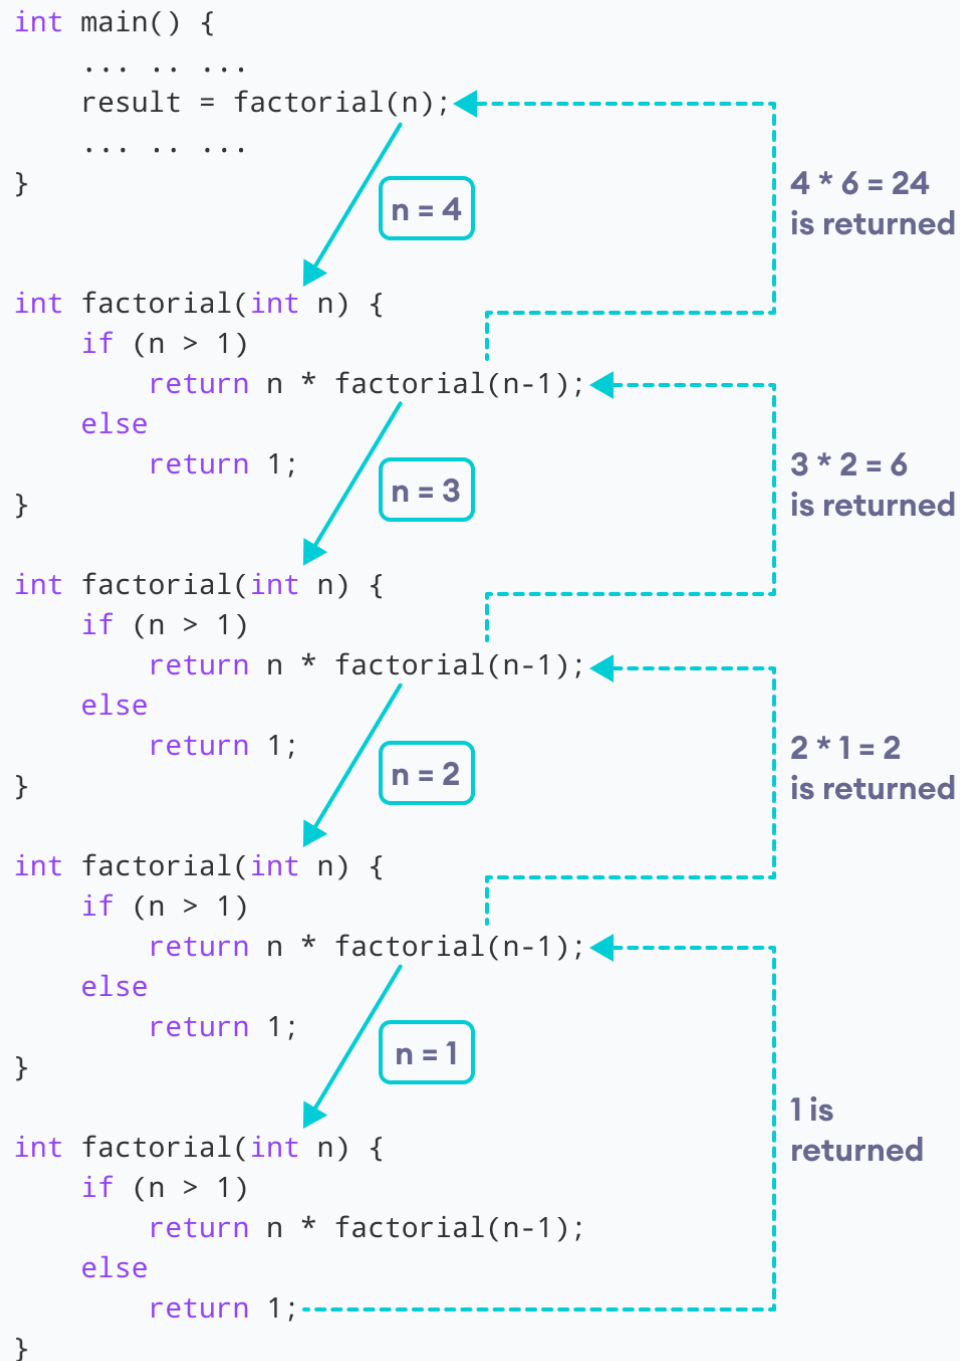 int main() {
    ... .. ...
    result = factorial(n);
    ... .. ...
}
4 * 6 = 24
is returned
n = 4
int factorial(int n) {
    if (n > 1)
        return n * factorial(n-1);
    else
        return 1;
}
3 * 2 = 6
is returned
n = 3
int factorial(int n) {
    if (n > 1)
        return n * factorial(n-1);
    else
        return 1;
}
2 * 1 = 2
is returned
n = 2
int factorial(int n) {
    if (n > 1)
        return n * factorial(n-1);
    else
        return 1;
}
n = 1
1 is
returned
int factorial(int n) {
    if (n > 1)
        return n * factorial(n-1);
    else
        return 1;
}